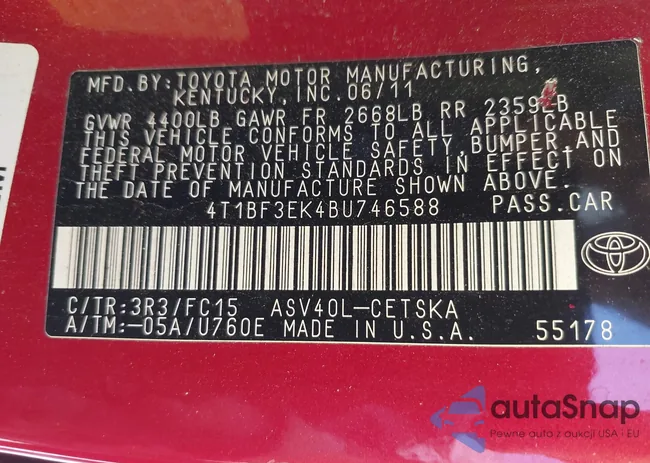 MFD.BY:TOYOTA MOTOR MANUFACTURING,
KENTUCKY,INC.06/11
GVWR 4400LB GAWR FR 2668LB RR 2359LB
THIS VEHICLE CONFORMS TO ALL APPLICABLE
FEDERAL MOTOR VEHICLE SAFETY,BUMPER,AND
THEFT PREVENTION STANDARDS IN EFFECT ON
THE DATE OF MANUFACTURE SHOWN ABOVE.
4T1BF3EK4BU746588 PASS.CAR
C/TR:3R3/FC15 ASV40L-CETSKA
A/TM:-05A/U760E MADE IN U.S.A. 55178
autaSnap
Pewne auta z aukcji USA - EU